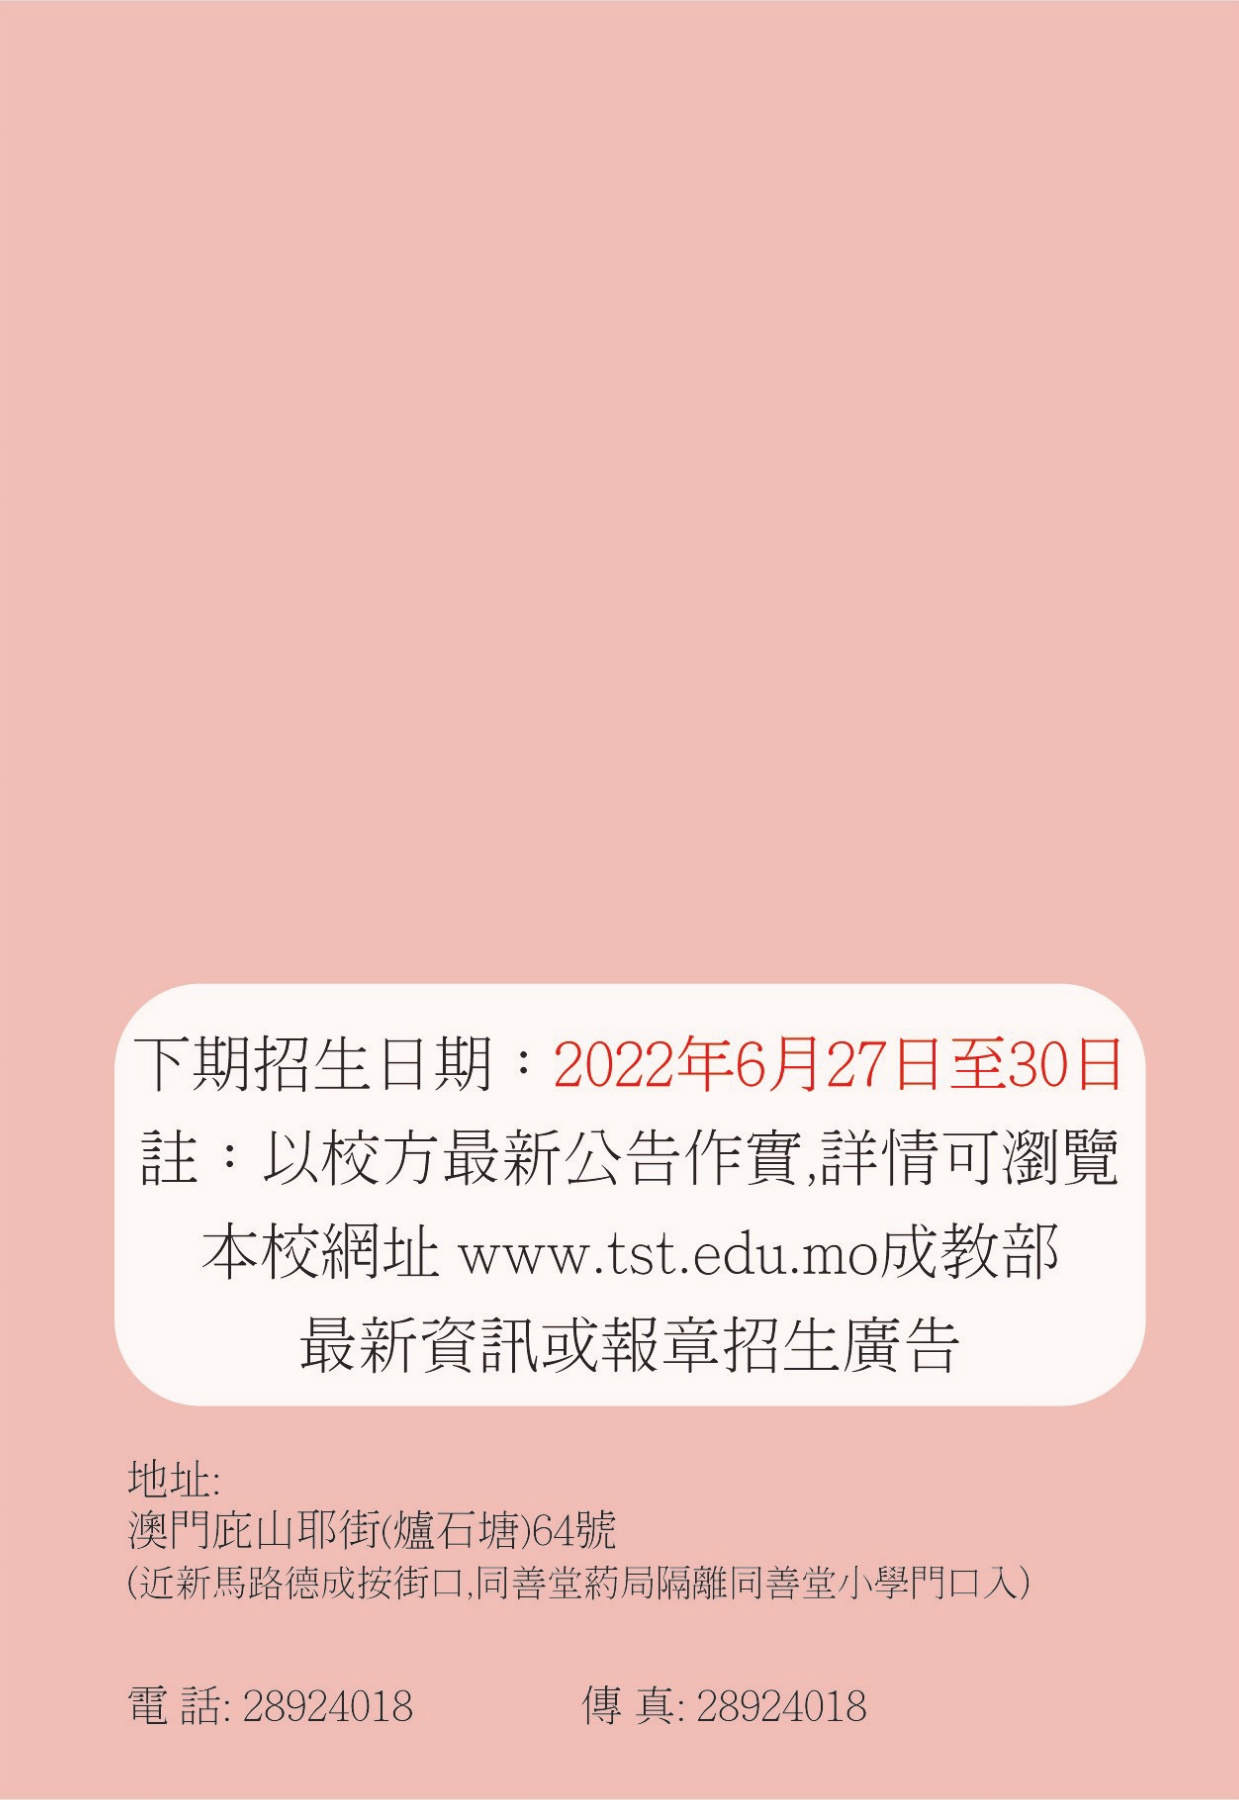 下期招生日期：2022年6月27日至30日
註：以校方最新公告作實,詳情可瀏覽
本校網址 www.tst.edu.mo成教部
最新資訊或報章招生廣告
地址:
澳門庇山耶街(爐石塘)64號
(近新馬路德成按街口,同善堂葯局隔離同善堂小學門口入)
電 話: 28924018 傳 真: 28924018